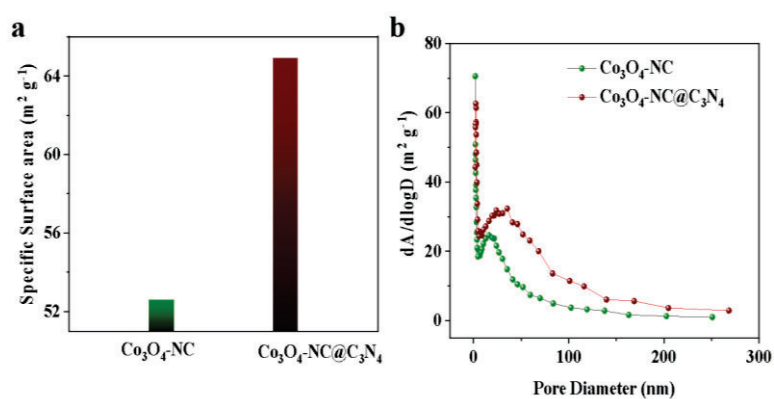 a
Specific Surface area (m² g⁻¹)
64
60
56
52
Co₃O₄-NC
Co₃O₄-NC@C₃N₄
b
dA/dlogD (m² g⁻¹)
80
60
40
20
0
Co₃O₄-NC
Co₃O₄-NC@C₃N₄
0
100
200
300
Pore Diameter (nm)